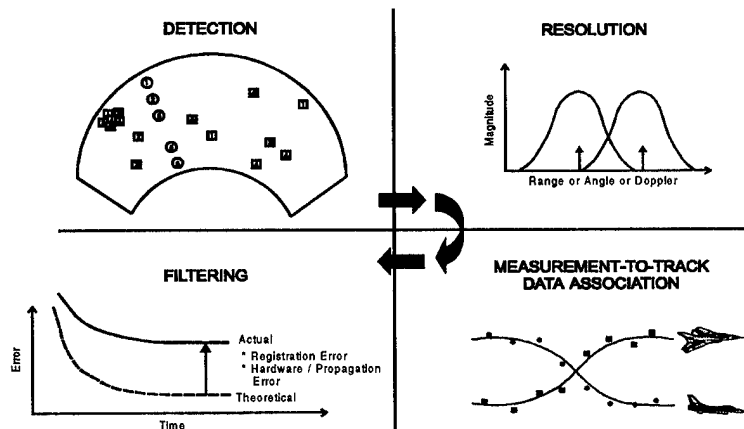 DETECTION
RESOLUTION
Magnitude
Range or Angle or Doppler
FILTERING
Error
Actual
* Registration Error
* Hardware / Propagation
Error
Theoretical
Time
MEASUREMENT-TO-TRACK
DATA ASSOCIATION